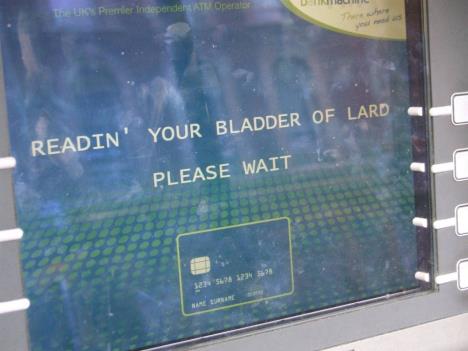 The UK's Premier Independent ATM Operator
bankmachine
There where
you need us
READIN' YOUR BLADDER OF LARD
PLEASE WAIT
1234 5678 1234 5678
NAME SURNAME